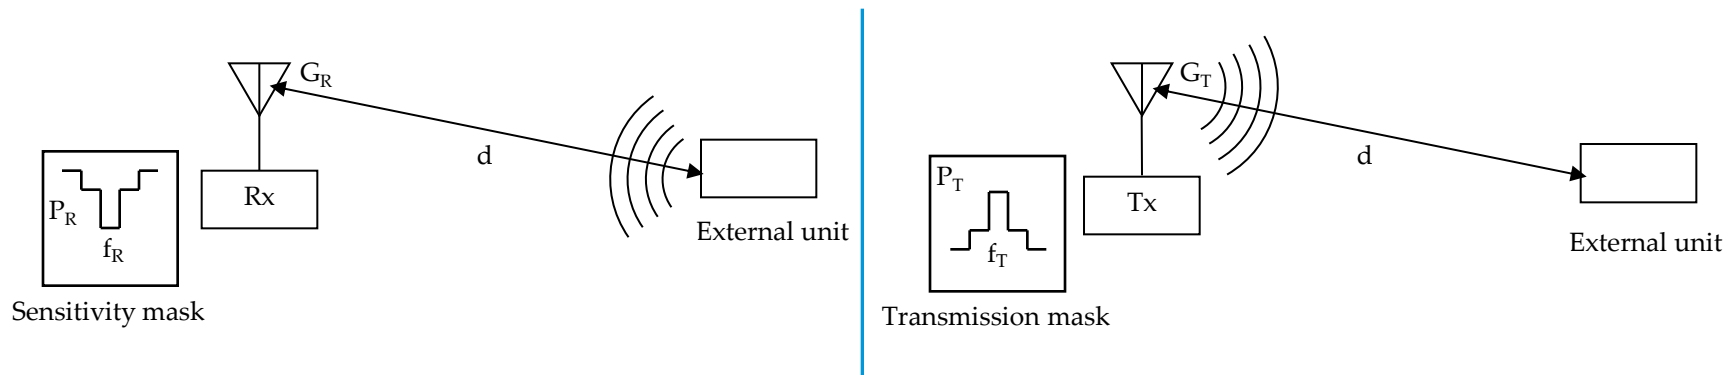 G_R
d
Rx
P_R
f_R
External unit
Sensitivity mask
G_T
d
P_T
Tx
f_T
External unit
Transmission mask